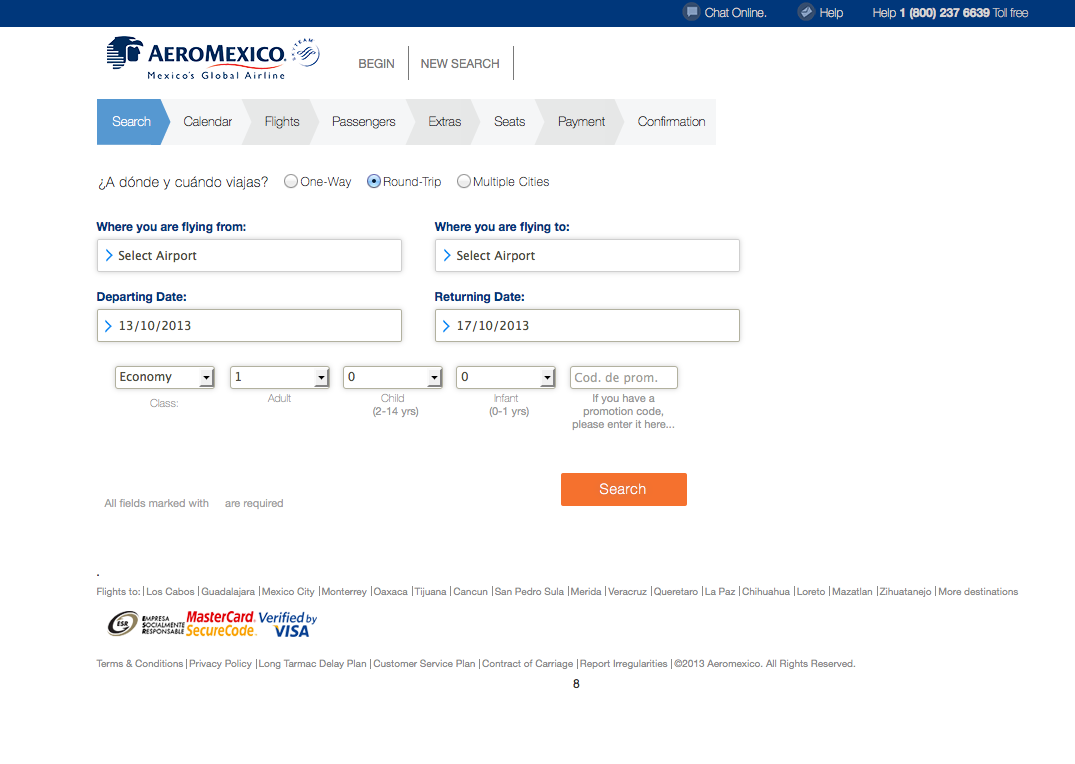 Chat Online. Help Help 1 (800) 237 6639 Toll free
AEROMEXICO. SKYTEAM
Mexico's Global Airline
BEGIN NEW SEARCH
Search Calendar Flights Passengers Extras Seats Payment Confirmation
¿A dónde y cuándo viajas? One-Way Round-Trip Multiple Cities
Where you are flying from: Where you are flying to:
Select Airport Select Airport
Departing Date: Returning Date:
13/10/2013 17/10/2013
Economy 1 0 0 Cod. de prom.
Class: Adult Child Infant If you have a
(2-14 yrs) (0-1 yrs) promotion code,
please enter it here...
Search
All fields marked with are required
.
Flights to: |Los Cabos |Guadalajara |Mexico City |Monterrey |Oaxaca |Tijuana |Cancun |San Pedro Sula |Merida |Veracruz |Queretaro |La Paz |Chihuahua |Loreto |Mazatlan |Zihuatanejo |More destinations
ESR EMPRESA SOCIALMENTE RESPONSABLE MasterCard. SecureCode. Verified by VISA
Terms & Conditions |Privacy Policy |Long Tarmac Delay Plan |Customer Service Plan |Contract of Carriage |Report Irregularities |©2013 Aeromexico. All Rights Reserved.
8